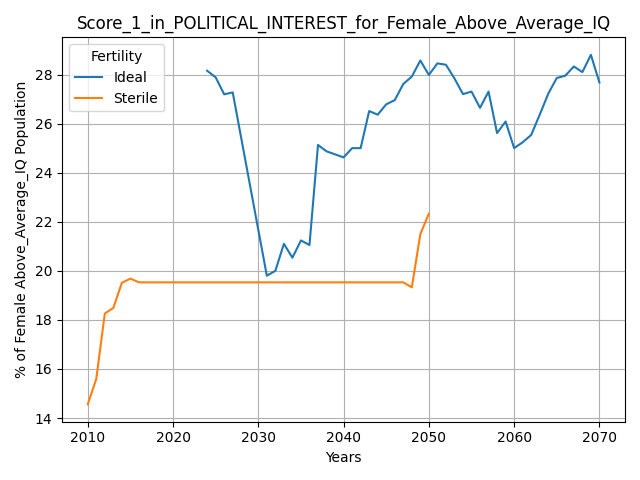 Score_1_in_POLITICAL_INTEREST_for_Female_Above_Average_IQ
Fertility
Ideal
Sterile
% of Female Above_Average_IQ Population
28
26
24
22
20
18
16
14
2010 2020 2030 2040 2050 2060 2070
Years